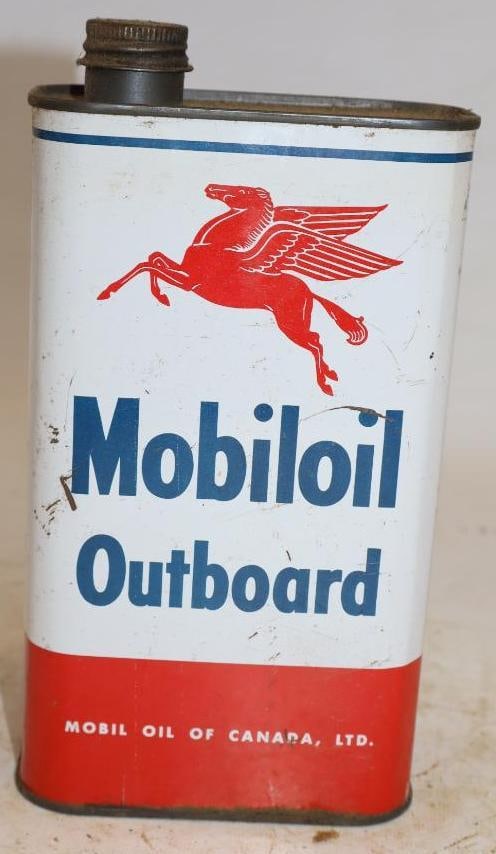 Mobiloil
Outboard
MOBIL OIL OF CANADA, LTD.